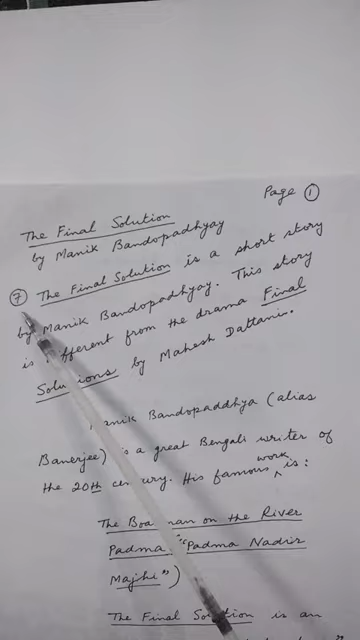 Page ①
The Final Solution
by Manik Bandopadhyay
⑦ The Final Solution is a short story
by Manik Bandopadhyay. This story
is different from the drama Final
Solutions by Mahesh Dattani.
Manik Bandopaddhya (alias
Banerjee) is a great Bengali writer of
the 20th century. His famous work is:
The Boatman on the River
Padma ("Padma Nadir
Majhi")
The Final Solution is an